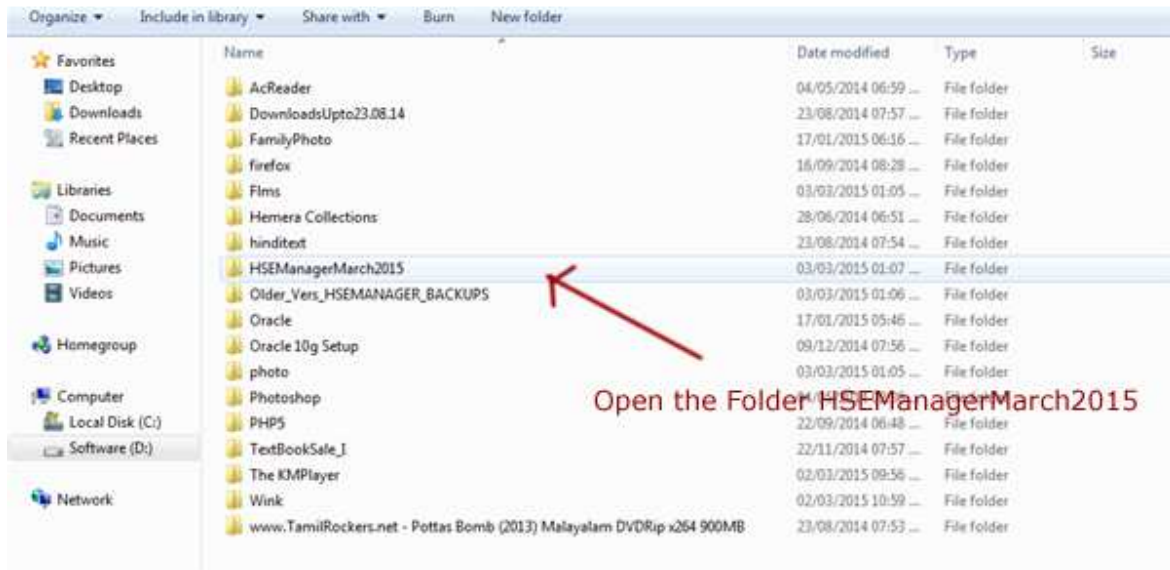 Organize Include in library Share with Burn New folder
Name Date modified Type Size
Favorites
Desktop
Downloads
Recent Places
Libraries
Documents
Music
Pictures
Videos
Homegroup
Computer
Local Disk (C:)
Software (D:)
Network
AcReader 04/05/2014 06:59 ... File folder
DownloadsUpto23.08.14 23/08/2014 07:57 ... File folder
FamilyPhoto 17/01/2015 06:16 ... File folder
firefox 16/09/2014 08:28 ... File folder
Flms 03/03/2015 01:05 ... File folder
Hemera Collections 28/06/2014 06:51 ... File folder
hinditext 23/08/2014 07:54 ... File folder
HSEManagerMarch2015 03/03/2015 01:07 ... File folder
Older_Vers_HSEMANAGER_BACKUPS 03/03/2015 01:06 ... File folder
Oracle 17/01/2015 05:46 ... File folder
Oracle 10g Setup 09/12/2014 07:56 ... File folder
photo 03/03/2015 01:05 ... File folder
Photoshop
Open the Folder HSEManagerMarch2015
PHP5 22/09/2014 06:48 ... File folder
TextBookSale_I 22/11/2014 07:57 ... File folder
The KMPlayer 02/03/2015 09:56 ... File folder
Wink 02/03/2015 10:59 ... File folder
www.TamilRockers.net - Pottas Bomb (2013) Malayalam DVDRip x264 900MB 23/08/2014 07:53 ... File folder